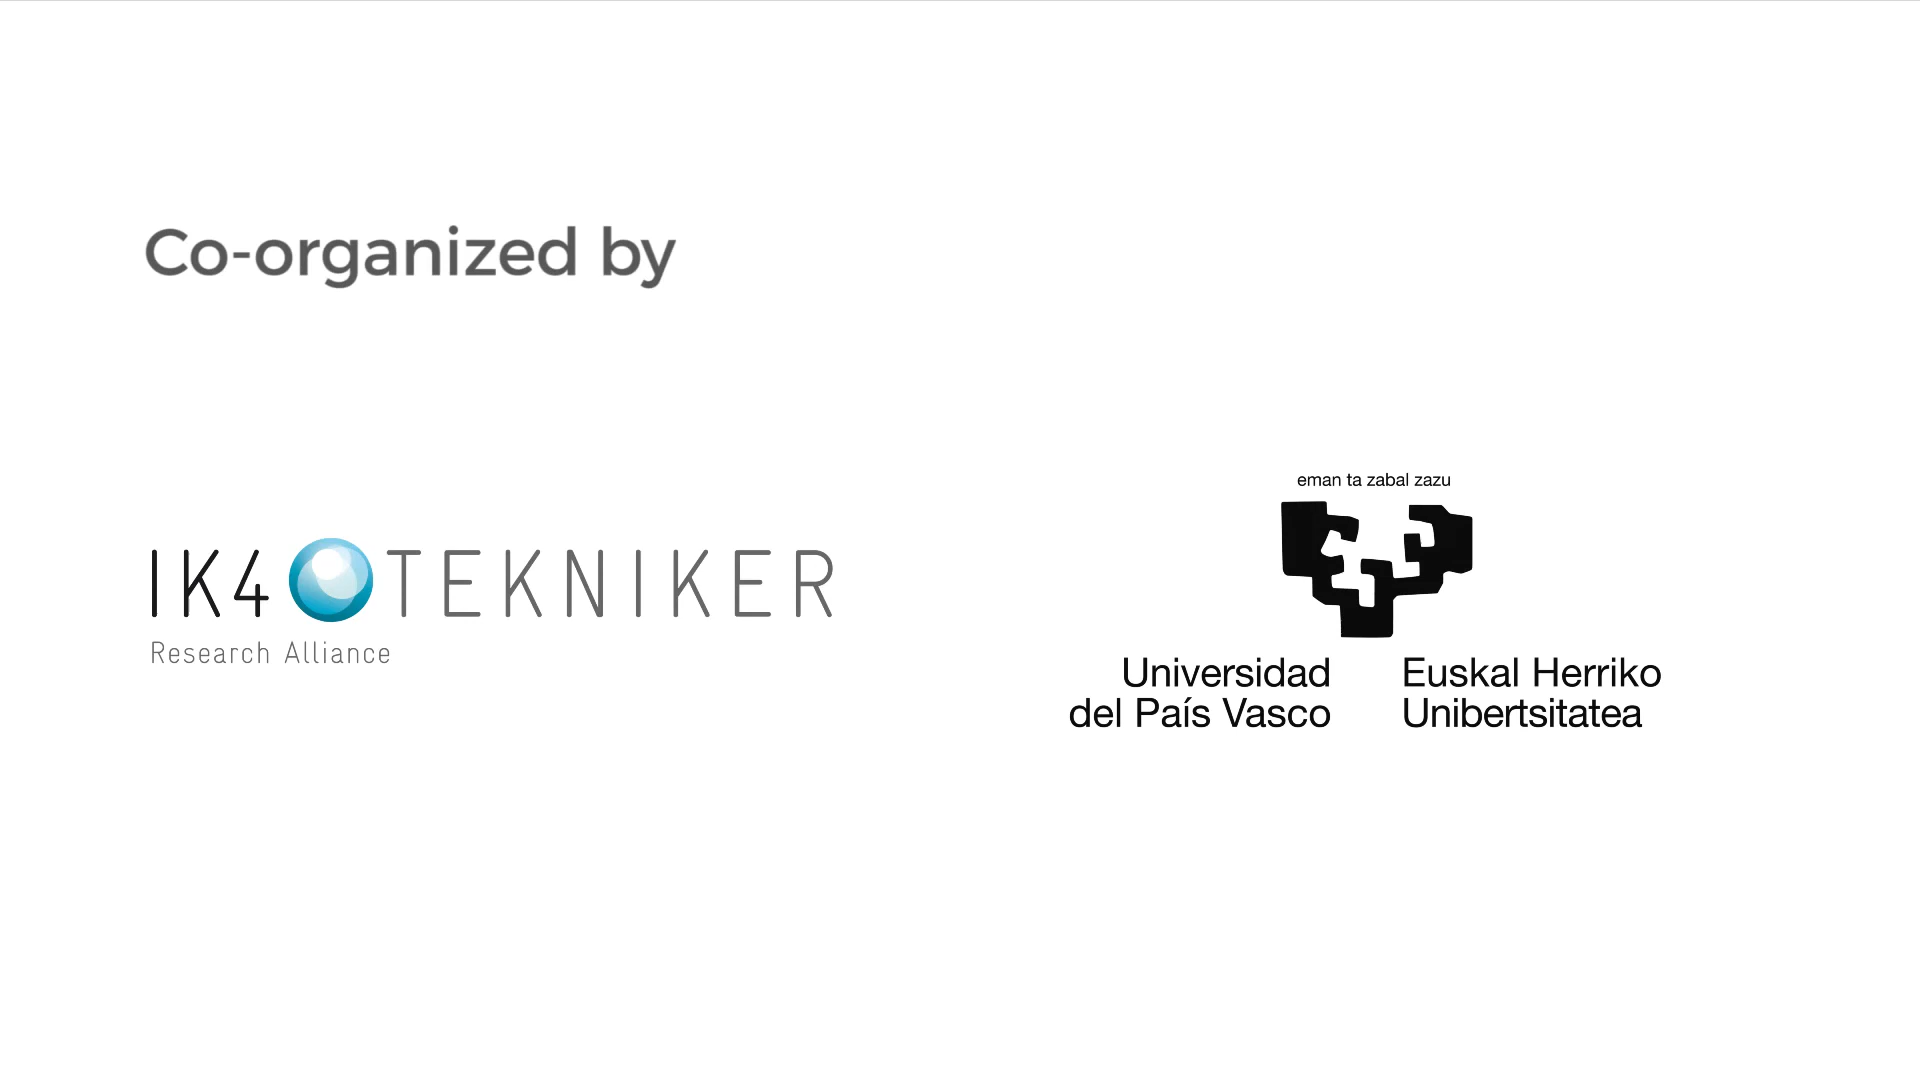 Co-organized by
IK4 TEKNIKER
Research Alliance
eman ta zabal zazu
Universidad
del País Vasco
Euskal Herriko
Unibertsitatea